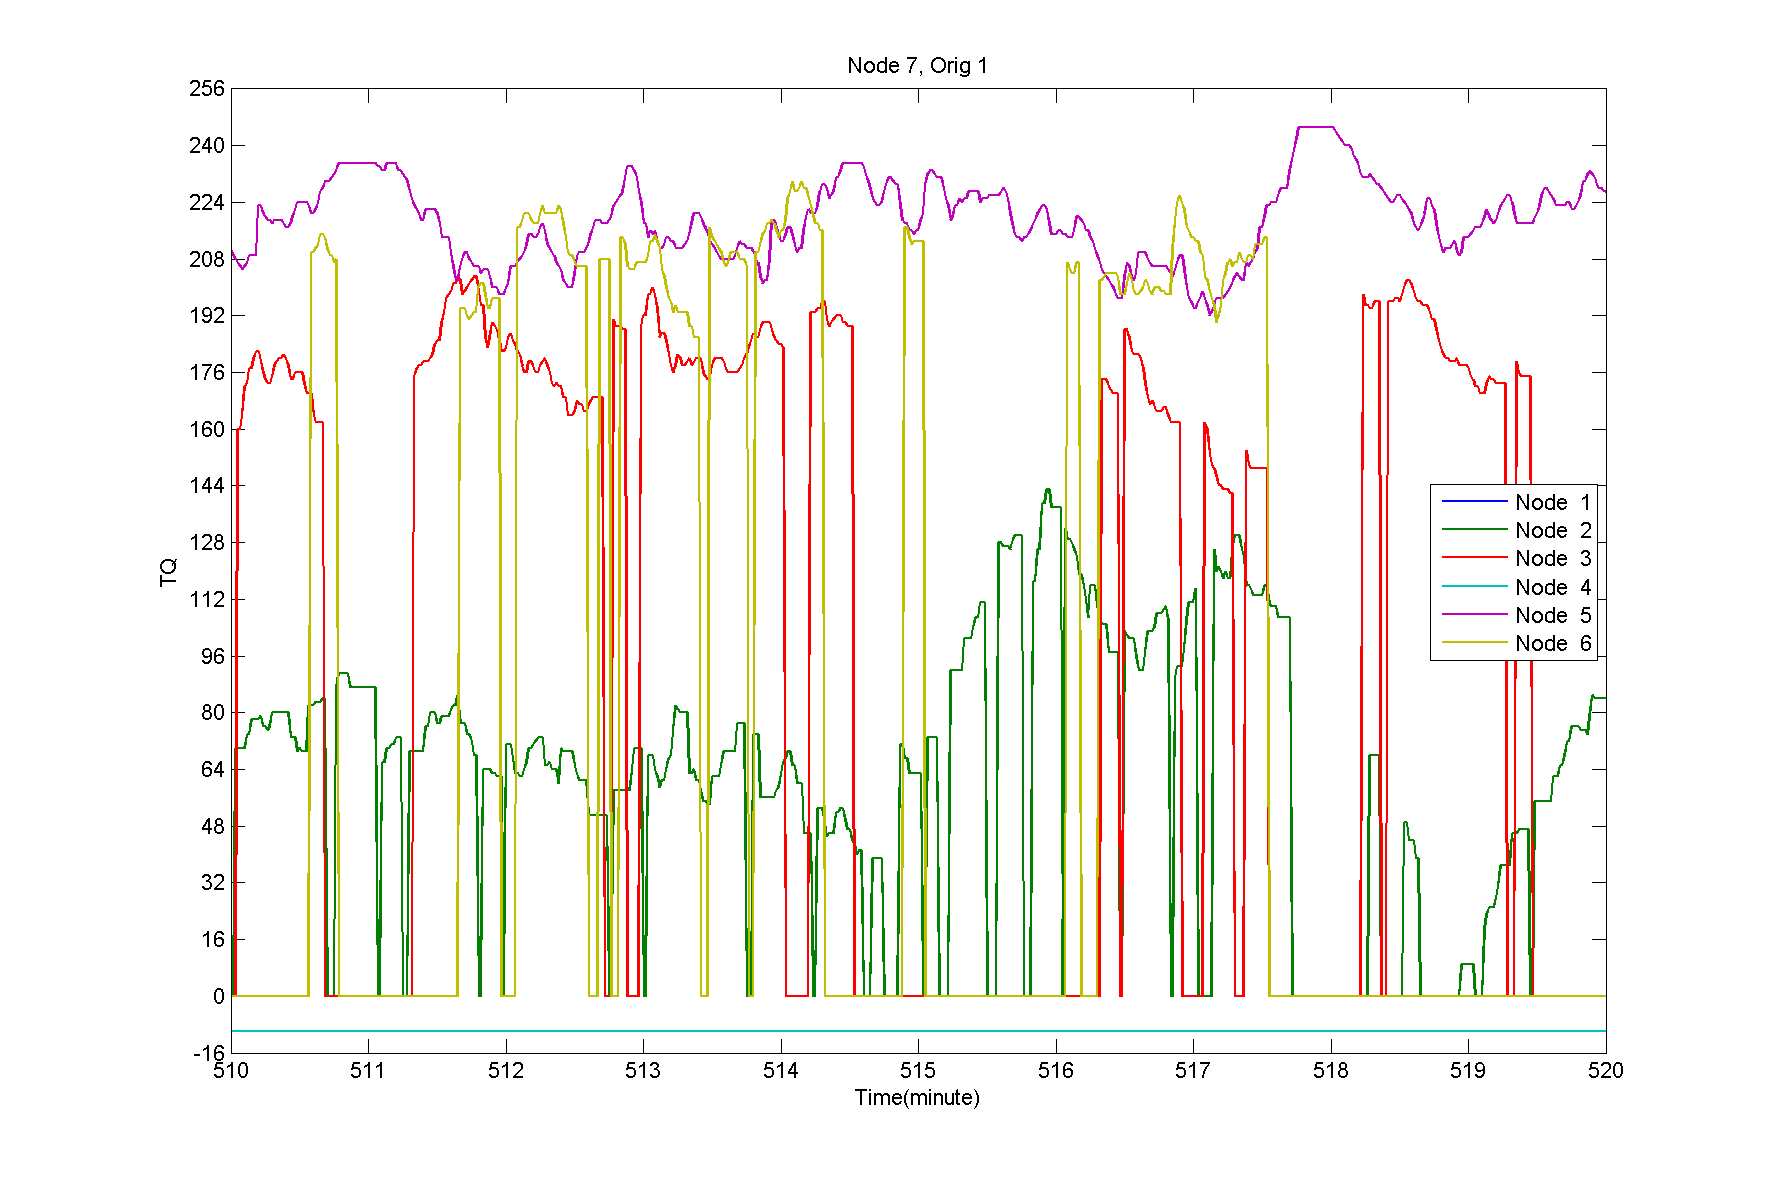 Node 7, Orig 1
256
240
224
208
192
176
160
144
128
112
96
80
64
48
32
16
0
-16
TQ
510 511 512 513 514 515 516 517 518 519 520
Time(minute)
Node 1
Node 2
Node 3
Node 4
Node 5
Node 6